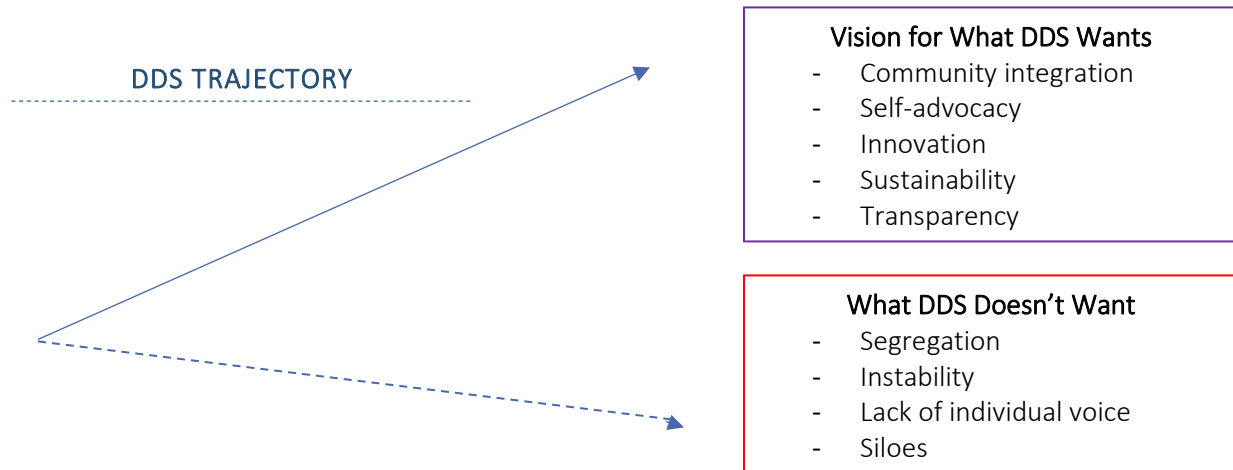 DDS TRAJECTORY
Vision for What DDS Wants
- Community integration
- Self-advocacy
- Innovation
- Sustainability
- Transparency
What DDS Doesn't Want
- Segregation
- Instability
- Lack of individual voice
- Siloes